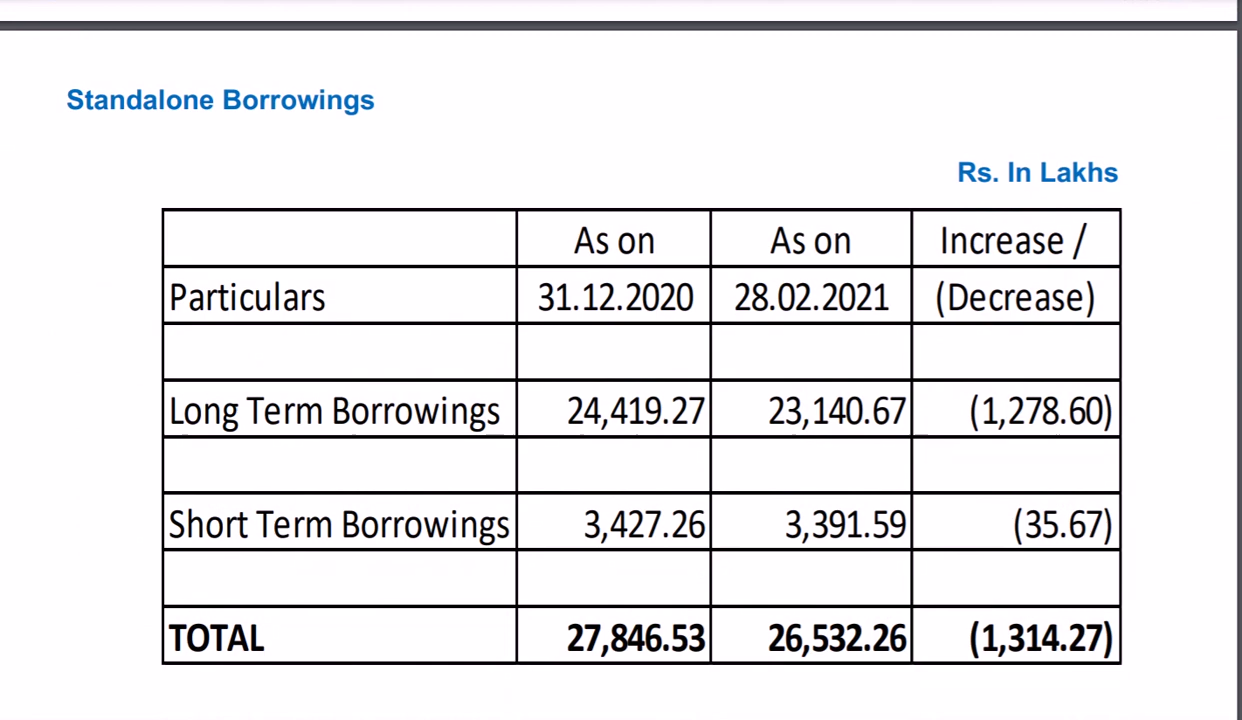 Standalone Borrowings
Rs. In Lakhs
As on As on Increase /
Particulars 31.12.2020 28.02.2021 (Decrease)
Long Term Borrowings 24,419.27 23,140.67 (1,278.60)
Short Term Borrowings 3,427.26 3,391.59 (35.67)
TOTAL 27,846.53 26,532.26 (1,314.27)